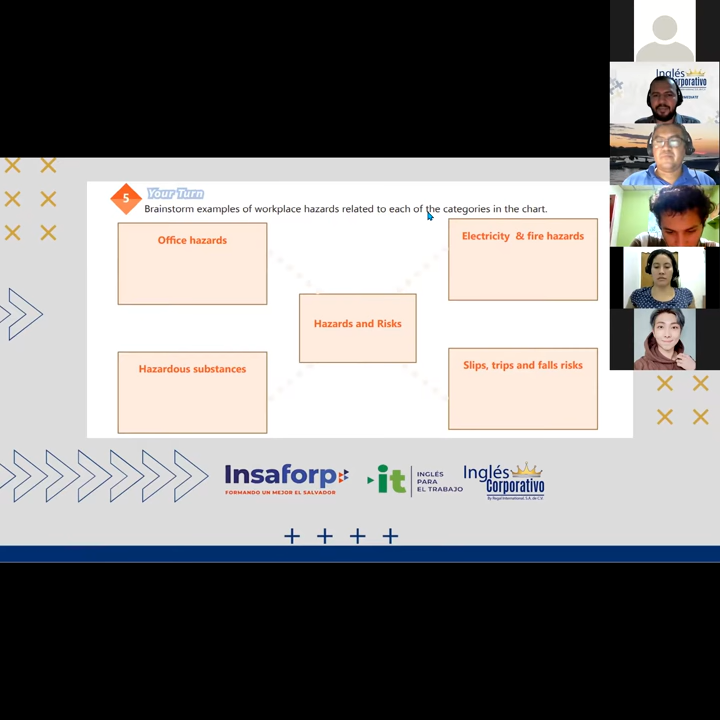 5
Your Turn
Brainstorm examples of workplace hazards related to each of the categories in the chart.
Office hazards
Electricity & fire hazards
Hazards and Risks
Hazardous substances
Slips, trips and falls risks
Insaforp
FORMANDO UN MEJOR EL SALVADOR
it
INGLÉS
PARA
EL TRABAJO
Inglés
Corporativo
Inglés